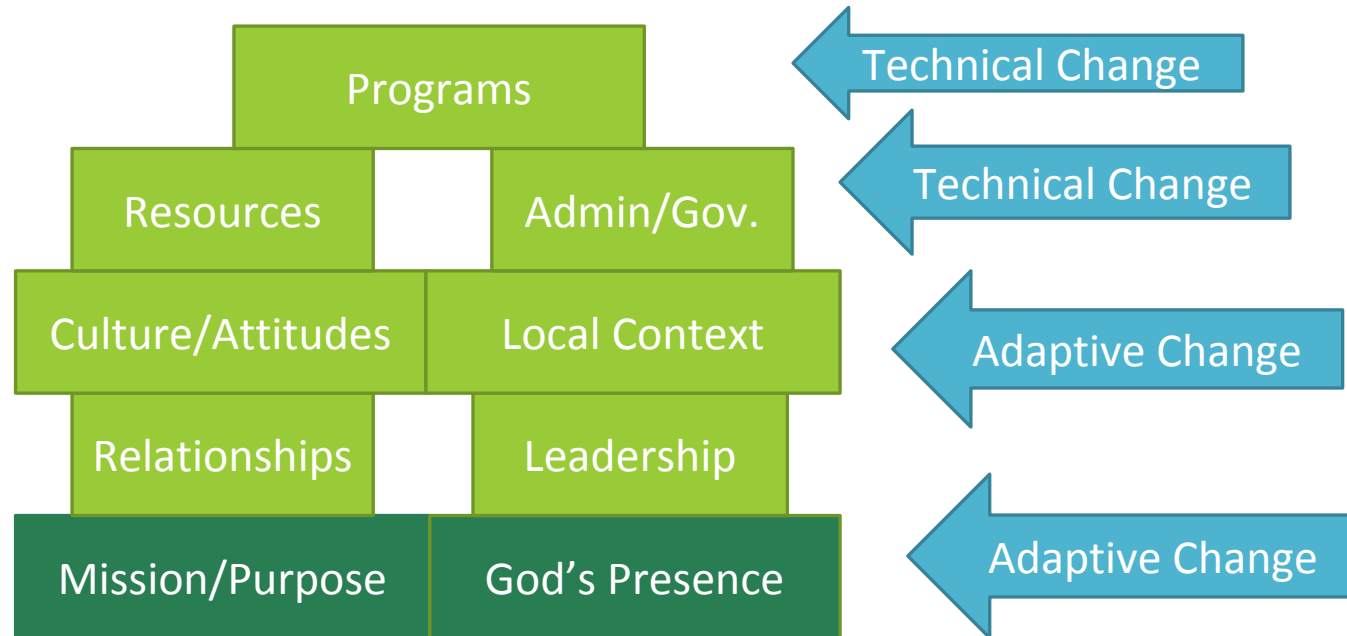 Programs
Technical Change
Resources
Admin/Gov.
Technical Change
Culture/Attitudes
Local Context
Adaptive Change
Relationships
Leadership
Mission/Purpose
God’s Presence
Adaptive Change